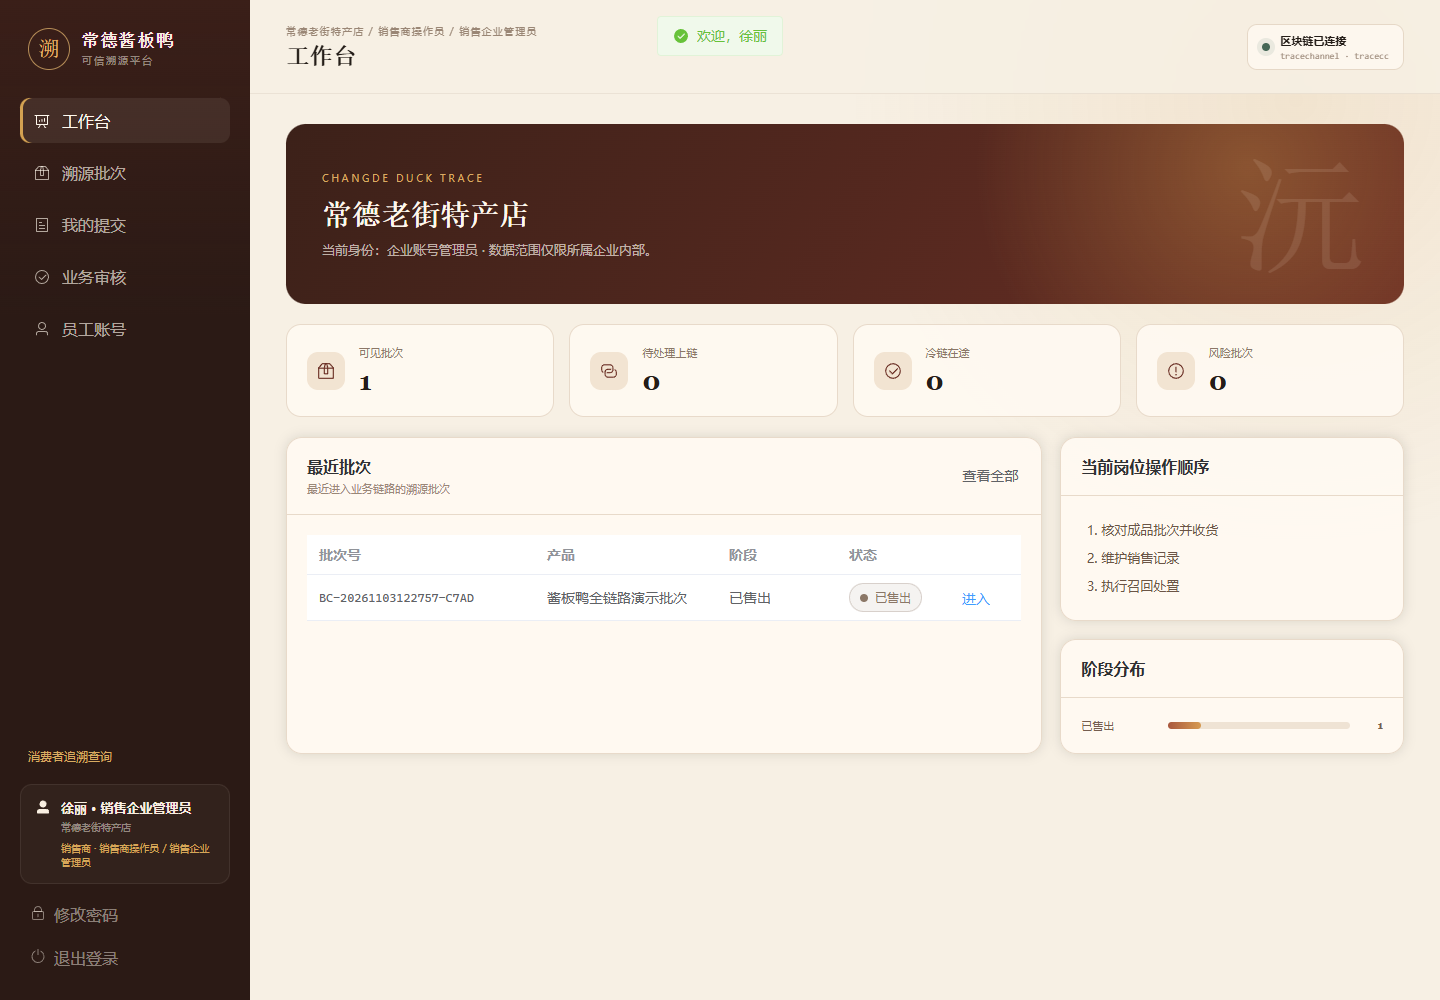 溯
常德酱板鸭
可信溯源平台
工作台
溯源批次
我的提交
业务审核
员工账号
消费者追溯查询
徐丽 · 销售企业管理员
常德老街特产店
销售商 · 销售商操作员 / 销售企业
管理员
修改密码
退出登录
常德老街特产店 / 销售商操作员 / 销售企业管理员
工作台
欢迎，徐丽
区块链已连接
tracechannel · tracecc
CHANGDE DUCK TRACE
常德老街特产店
当前身份：企业账号管理员 · 数据范围仅限所属企业内部。
沅
可见批次
1
待处理上链
0
冷链在途
0
风险批次
0
最近批次
最近进入业务链路的溯源批次
查看全部
批次号 产品 阶段 状态
BC-20261103122757-C7AD 酱板鸭全链路演示批次 已售出 已售出 进入
当前岗位操作顺序
1. 核对成品批次并收货
2. 维护销售记录
3. 执行召回处置
阶段分布
已售出 1